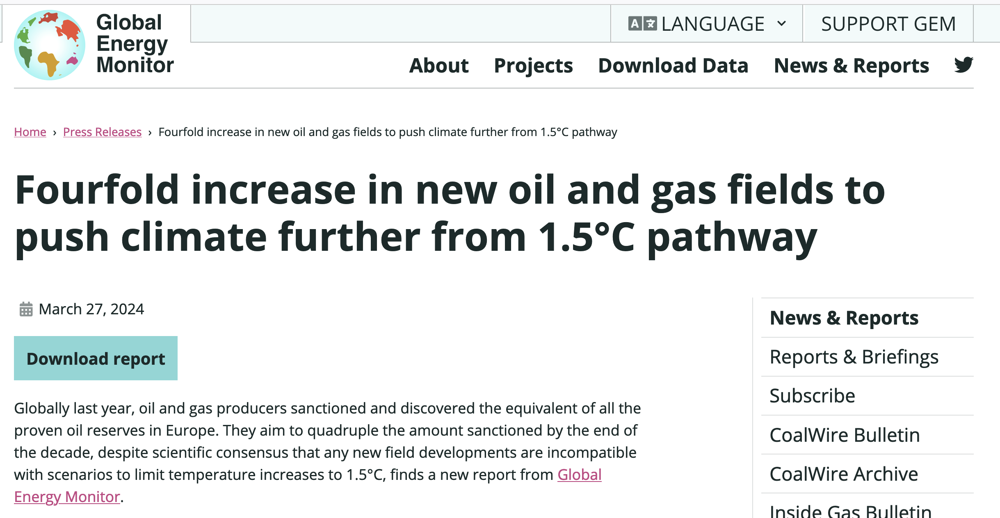 Global
Energy
Monitor
LANGUAGE
SUPPORT GEM
About Projects Download Data News & Reports
Home › Press Releases › Fourfold increase in new oil and gas fields to push climate further from 1.5°C pathway
Fourfold increase in new oil and gas fields to
push climate further from 1.5°C pathway
March 27, 2024
Download report
Globally last year, oil and gas producers sanctioned and discovered the equivalent of all the
proven oil reserves in Europe. They aim to quadruple the amount sanctioned by the end of
the decade, despite scientific consensus that any new field developments are incompatible
with scenarios to limit temperature increases to 1.5°C, finds a new report from Global
Energy Monitor.
News & Reports
Reports & Briefings
Subscribe
CoalWire Bulletin
CoalWire Archive
Inside Gas Bulletin